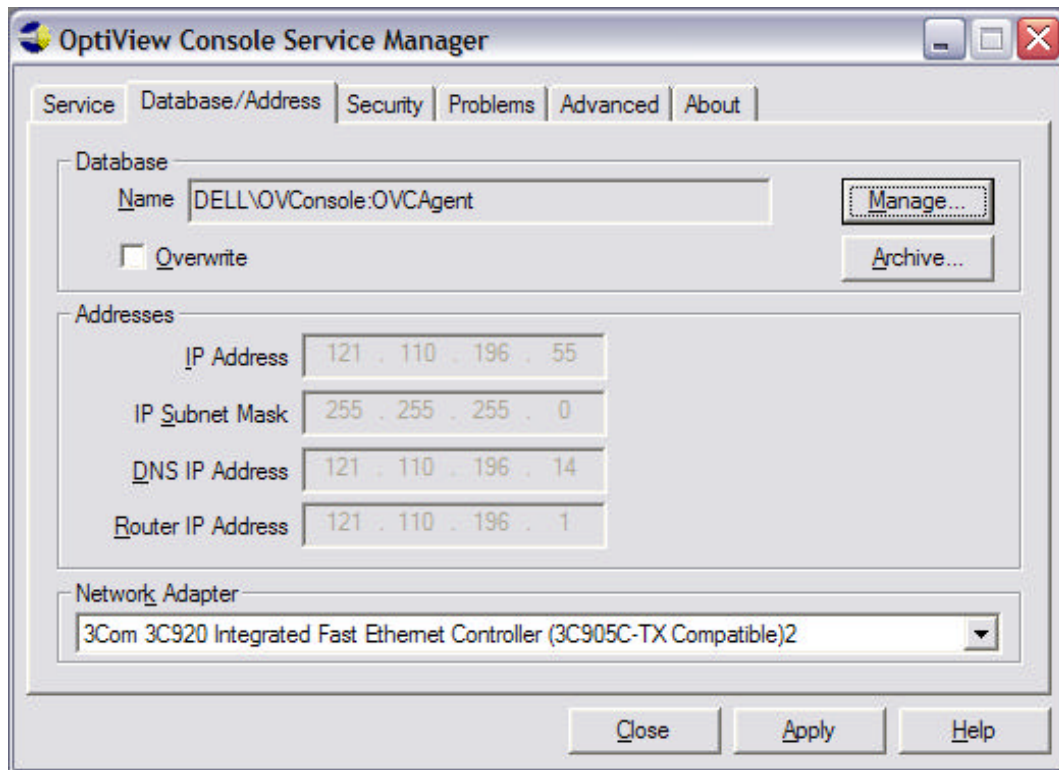 OptiView Console Service Manager
Service Database/Address Security Problems Advanced About
Database
Name DELL\OVConsole:OVCAgent Manage...
Overwrite Archive...
Addresses
IP Address 121 . 110 . 196 . 55
IP Subnet Mask 255 . 255 . 255 . 0
DNS IP Address 121 . 110 . 196 . 14
Router IP Address 121 . 110 . 196 . 1
Network Adapter
3Com 3C920 Integrated Fast Ethernet Controller (3C905C-TX Compatible)2
Close Apply Help